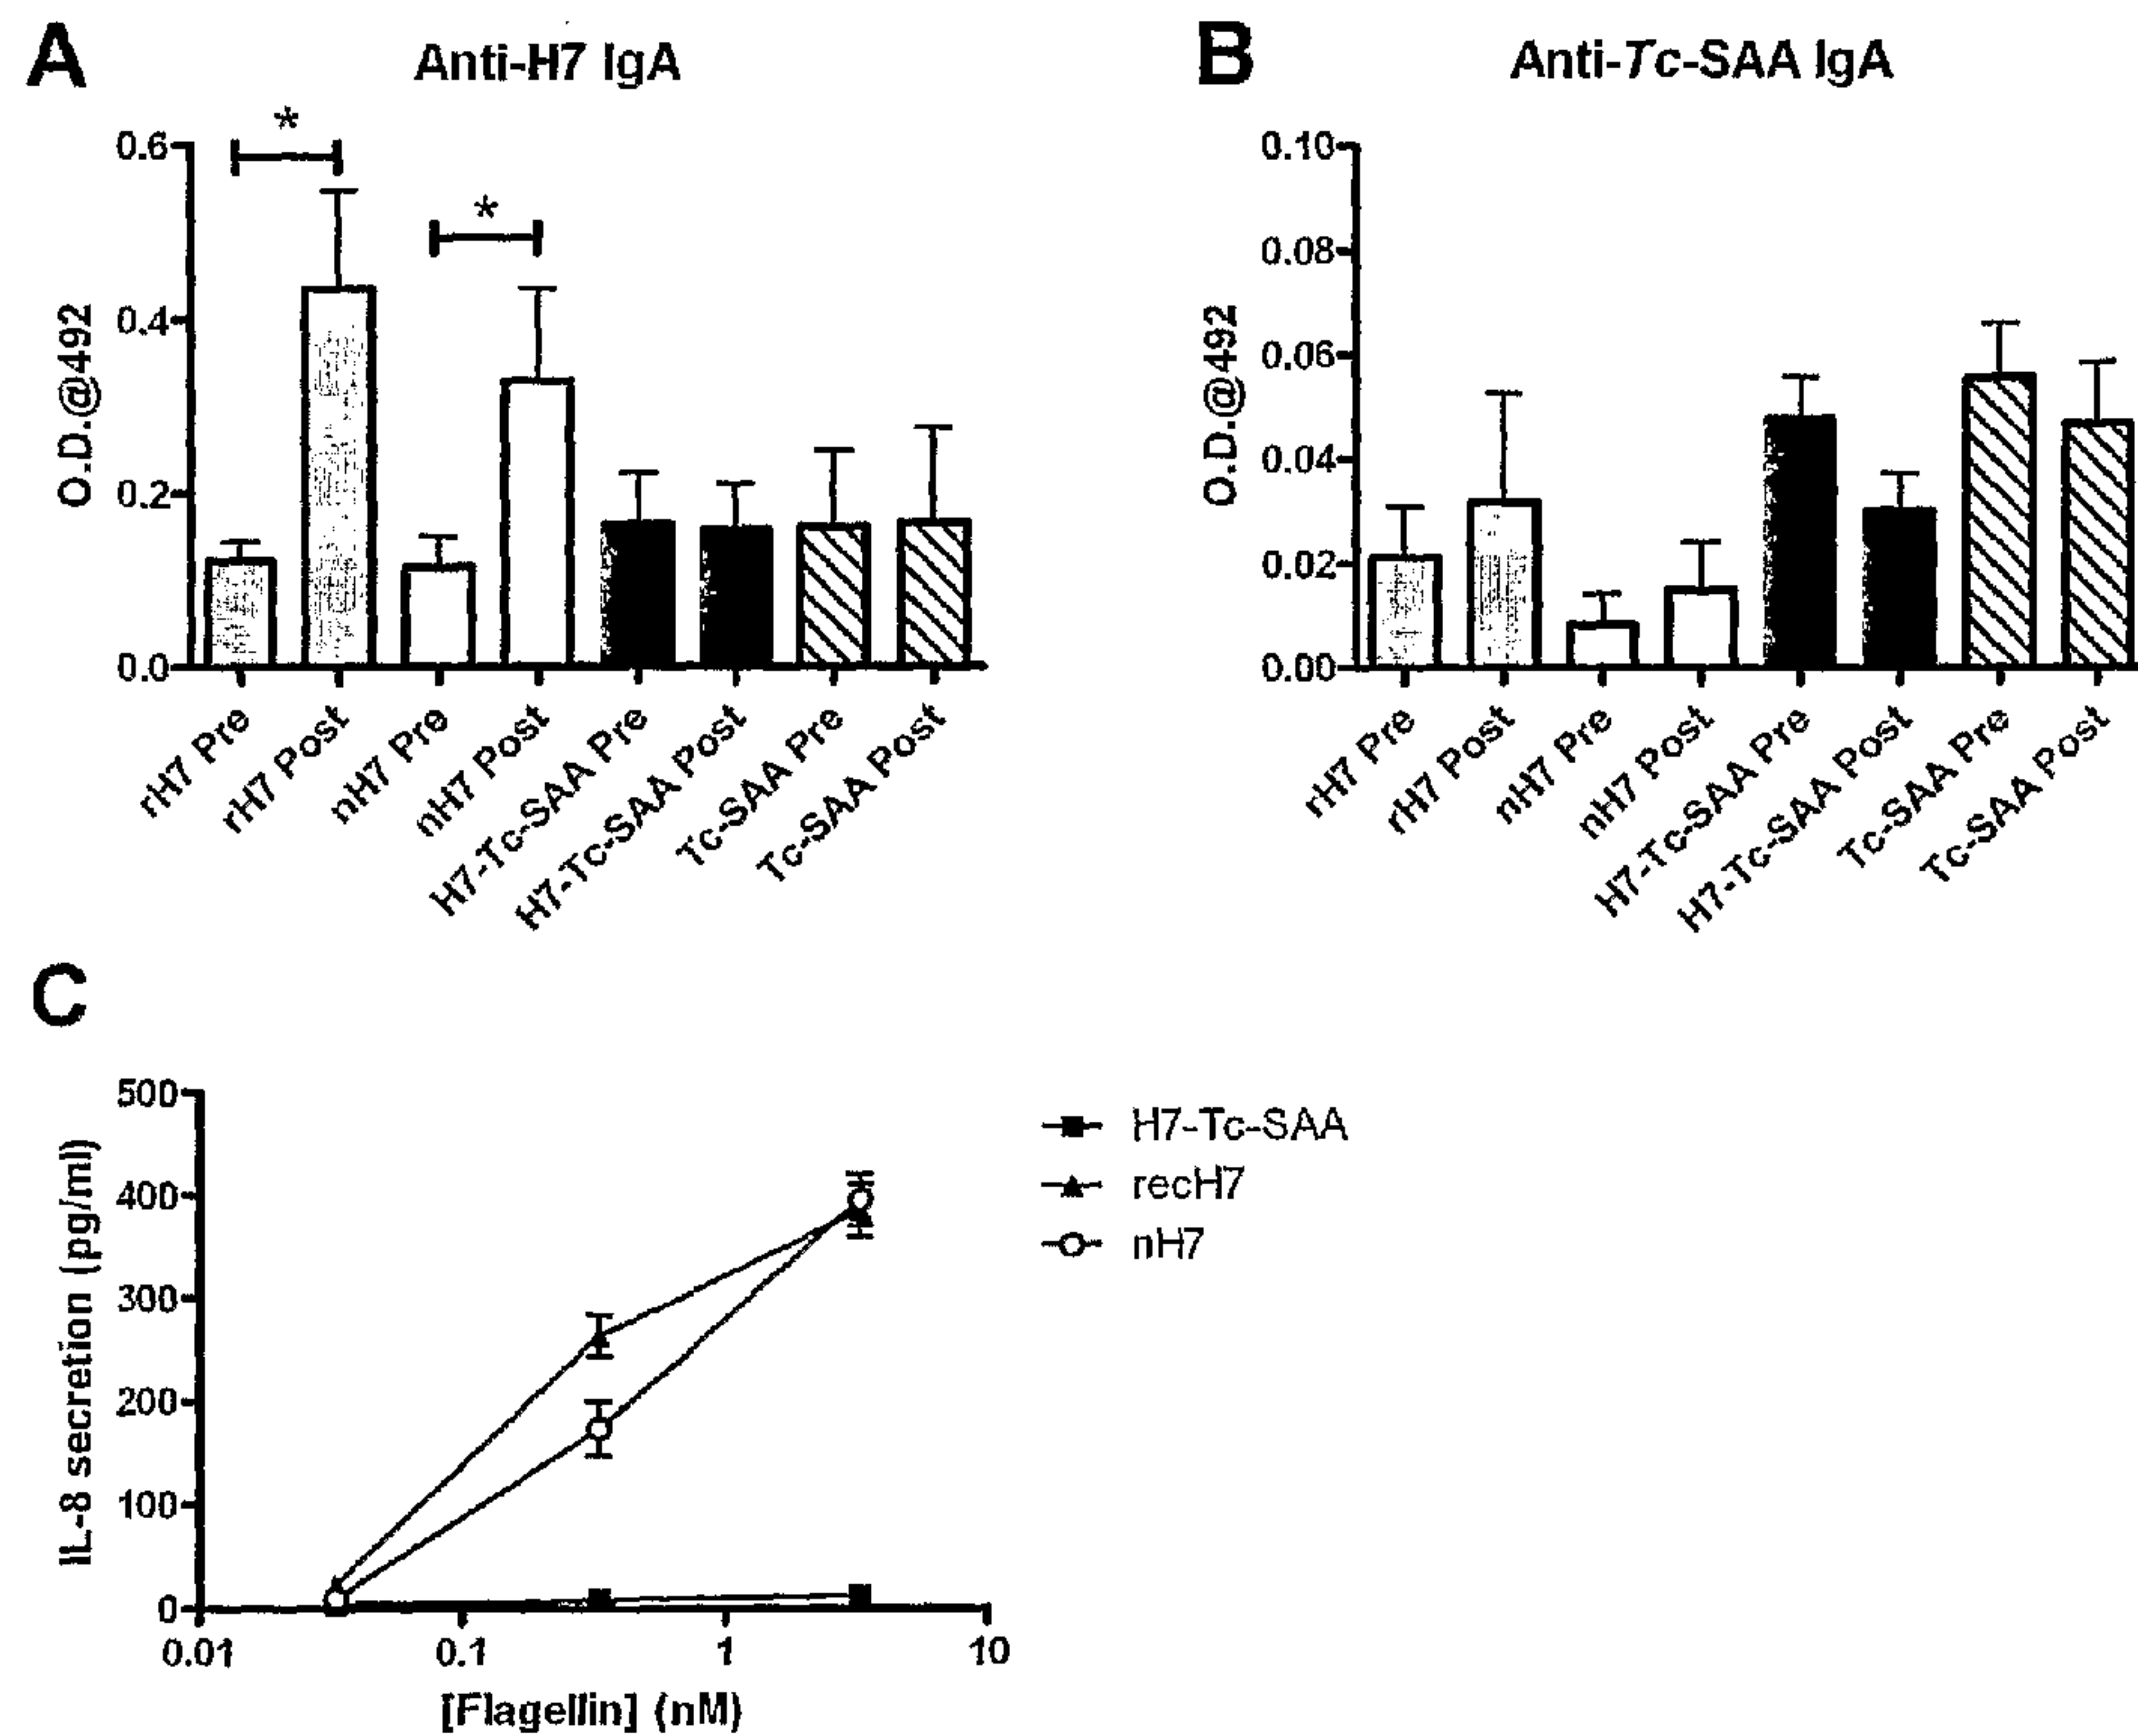 A
Anti-H7 IgA
*
*
O.D.@492
0.6
0.4
0.2
0.0
rH7 Pre
rH7 Post
nH7 Pre
nH7 Post
H7-Tc-SAA Pre
H7-Tc-SAA Post
Tc-SAA Pre
Tc-SAA Post
B
Anti-Tc-SAA IgA
O.D.@492
0.10
0.08
0.06
0.04
0.02
0.00
rH7 Pre
rH7 Post
nH7 Pre
nH7 Post
H7-Tc-SAA Pre
H7-Tc-SAA Post
Tc-SAA Pre
Tc-SAA Post
C
IL-8 secretion (pg/ml)
500
400
300
200
100
0
0.01
0.1
1
10
[Flagellin] (nM)
H7-Tc-SAA
recH7
nH7